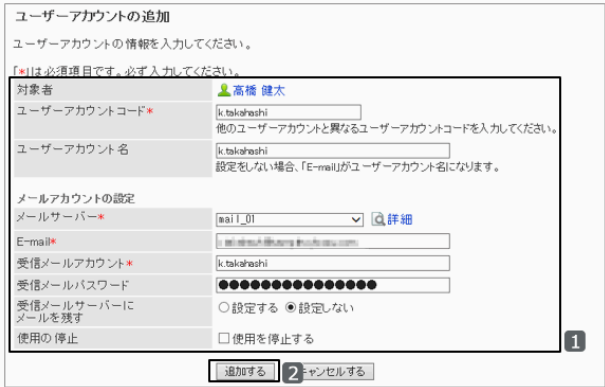 ユーザーアカウントの追加
ユーザーアカウントの情報を入力してください。
「*」は必須項目です。必ず入力してください。
対象者 高橋 健太
ユーザーアカウントコード* k.takahashi
他のユーザーアカウントと異なるユーザーアカウントコードを入力してください。
ユーザーアカウント名 k.takahashi
設定をしない場合、「E-mail」がユーザーアカウント名になります。
メールアカウントの設定
メールサーバー* mail_01 詳細
E-mail*
受信メールアカウント* k.takahashi
受信メールパスワード ●●●●●●●●●●●●●●●
受信メールサーバーに
メールを残す 設定する 設定しない
使用の停止 使用を停止する
1
追加する 2 キャンセルする